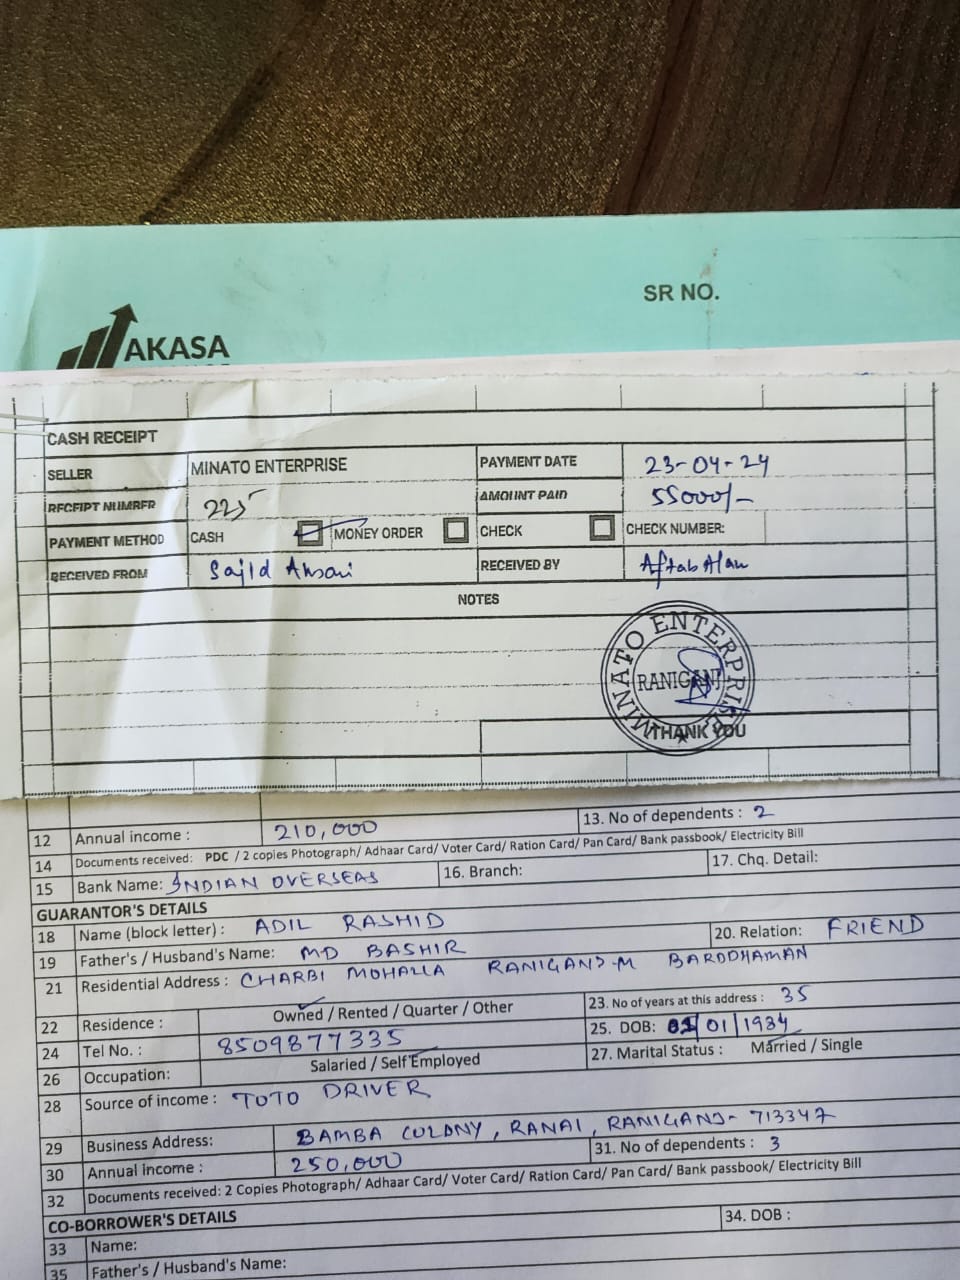 SR NO.
AKASA
CASH RECEIPT
SELLER MINATO ENTERPRISE PAYMENT DATE 23-04-24
RECEIPT NUMBER 225 AMOUNT PAID 55000/-
PAYMENT METHOD CASH MONEY ORDER CHECK CHECK NUMBER:
RECEIVED FROM Sajid Ansari RECEIVED BY Aftab Alam
NOTES
MINATO ENTERPRISE
RANIGANJ
THANK YOU
12 Annual income : 210,000 13. No of dependents : 2
14 Documents received: PDC / 2 copies Photograph/ Adhaar Card/ Voter Card/ Ration Card/ Pan Card/ Bank passbook/ Electricity Bill
15 Bank Name: INDIAN OVERSEAS 16. Branch: 17. Chq. Detail:
GUARANTOR'S DETAILS
18 Name (block letter) : ADIL RASHID
19 Father's / Husband's Name: MD BASHIR 20. Relation: FRIEND
21 Residential Address : CHARBI MOHALLA RANIGANJ-M BARDDHAMAN
22 Residence : Owned / Rented / Quarter / Other 23. No of years at this address : 35
24 Tel No. : 8509877335 25. DOB: 01/01/1984
26 Occupation: Salaried / Self Employed 27. Marital Status : Married / Single
28 Source of income : TOTO DRIVER
29 Business Address: BAMBA COLONY, RANAI, RANIGANJ- 713347
30 Annual income : 250,000 31. No of dependents : 3
32 Documents received: 2 Copies Photograph/ Adhaar Card/ Voter Card/ Ration Card/ Pan Card/ Bank passbook/ Electricity Bill
CO-BORROWER'S DETAILS
33 Name: 34. DOB :
35 Father's / Husband's Name: